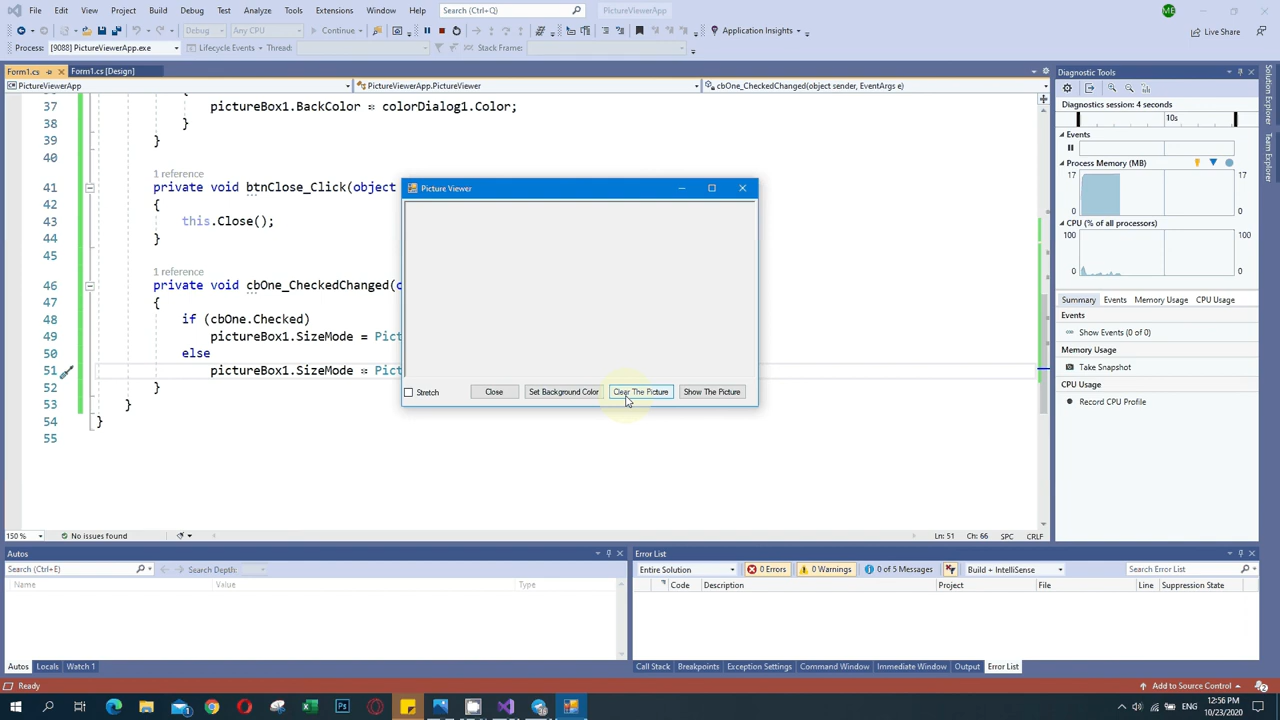 File Edit View Project Build Debug Test Analyze Tools Extensions Window Help Search (Ctrl+Q) PictureViewerApp ME
Debug Any CPU Continue Application Insights Live Share
Process: [9088] PictureViewerApp.exe Lifecycle Events Thread: Stack Frame:
Form1.cs Form1.cs [Design]
PictureViewerApp PictureViewerApp.PictureViewer cbOne_CheckedChanged(object sender, EventArgs e)
37 pictureBox1.BackColor = colorDialog1.Color;
38 }
39 }
40
1 reference
41 private void btnClose_Click(object
42 {
43 this.Close();
44 }
45
1 reference
46 private void cbOne_CheckedChanged(
47 {
48 if (cbOne.Checked)
49 pictureBox1.SizeMode = Pict
50 else
51 pictureBox1.SizeMode = Pict
52 }
53 }
54 }
55
Picture Viewer
Stretch Close Set Background Color Clear The Picture Show The Picture
150 % No issues found Ln: 51 Ch: 66 SPC CRLF
Diagnostic Tools
Diagnostics session: 4 seconds
10s
Events
Process Memory (MB)
17 17
0 0
CPU (% of all processors)
100 100
0 0
Summary Events Memory Usage CPU Usage
Events
Show Events (0 of 0)
Memory Usage
Take Snapshot
CPU Usage
Record CPU Profile
Solution Explorer
Team Explorer
Autos
Search (Ctrl+E) Search Depth:
Name Value Type
Autos Locals Watch 1
Error List
Entire Solution 0 Errors 0 Warnings 0 of 5 Messages Build + IntelliSense Search Error List
Code Description Project File Line Suppression State
Call Stack Breakpoints Exception Settings Command Window Immediate Window Output Error List
Ready Add to Source Control 2
ENG 12:56 PM
10/23/2020 2